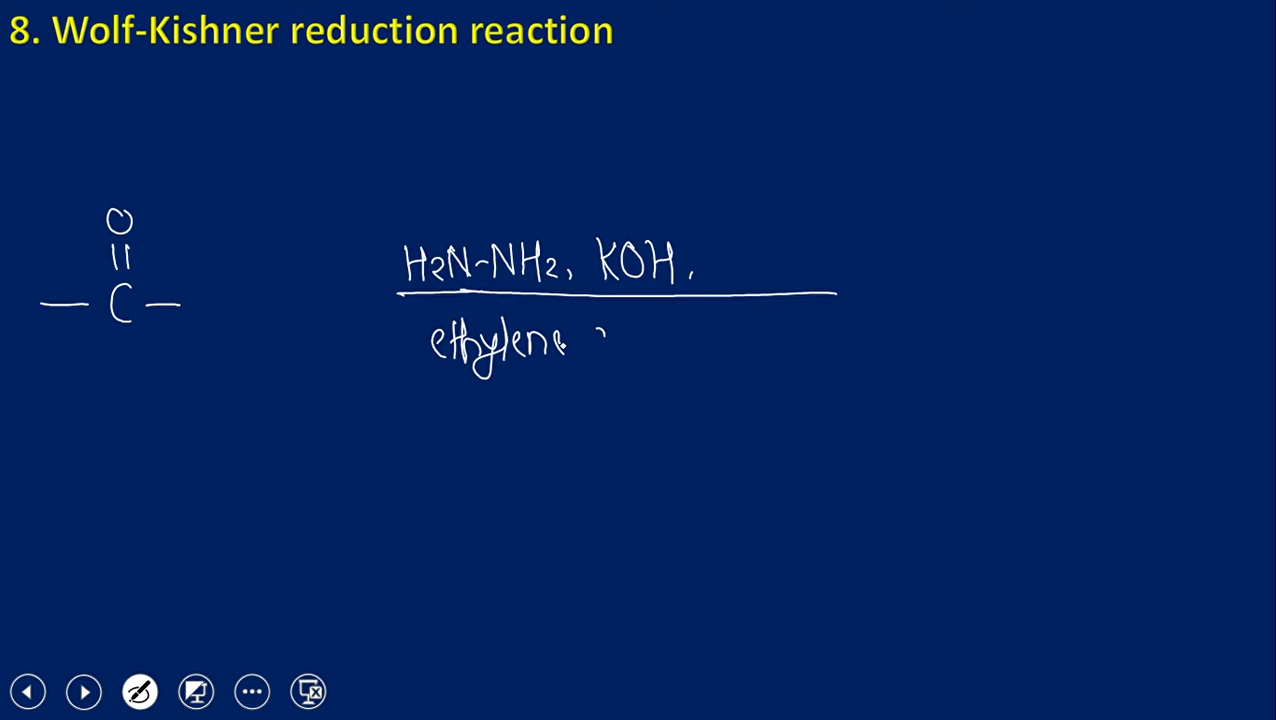 8. Wolf-Kishner reduction reaction
O
||
— C —
H2N-NH2, KOH,
ethylene